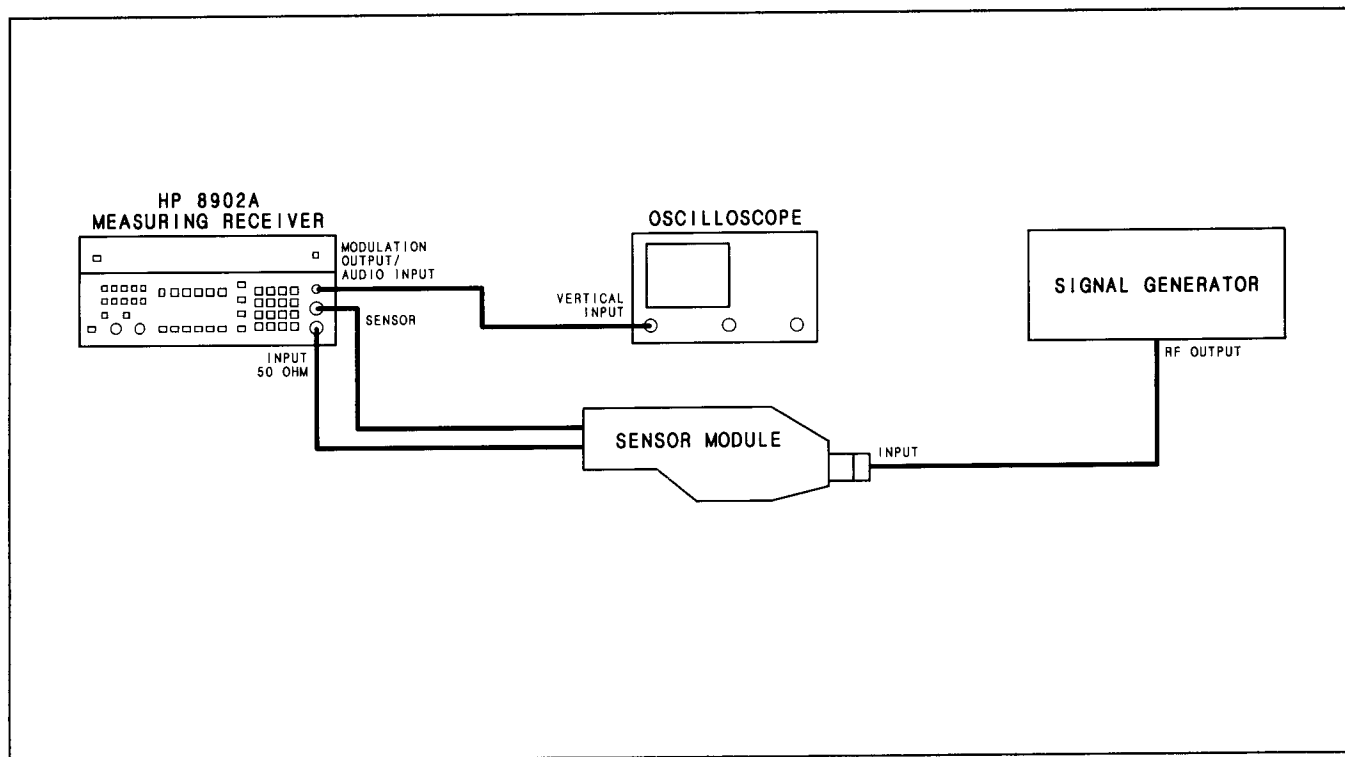 HP 8902A
MEASURING RECEIVER
MODULATION
OUTPUT/
AUDIO INPUT
SENSOR
INPUT
50 OHM
OSCILLOSCOPE
VERTICAL
INPUT
SIGNAL GENERATOR
RF OUTPUT
SENSOR MODULE
INPUT